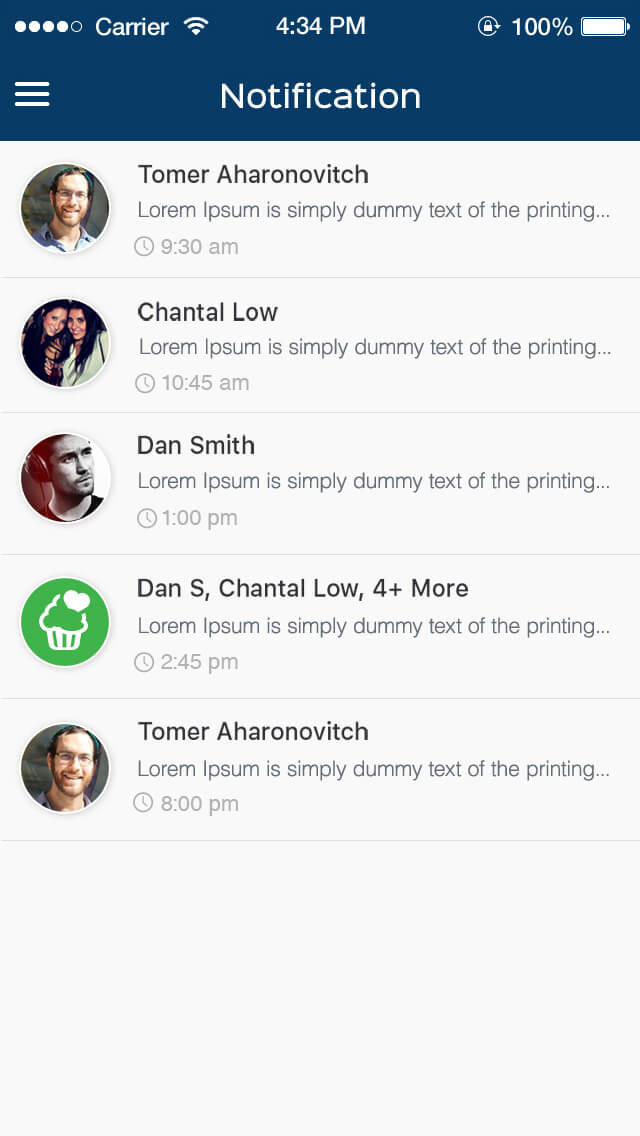 Carrier 4:34 PM 100%
Notification
Tomer Aharonovitch
Lorem Ipsum is simply dummy text of the printing...
9:30 am
Chantal Low
Lorem Ipsum is simply dummy text of the printing...
10:45 am
Dan Smith
Lorem Ipsum is simply dummy text of the printing...
1:00 pm
Dan S, Chantal Low, 4+ More
Lorem Ipsum is simply dummy text of the printing...
2:45 pm
Tomer Aharonovitch
Lorem Ipsum is simply dummy text of the printing...
8:00 pm